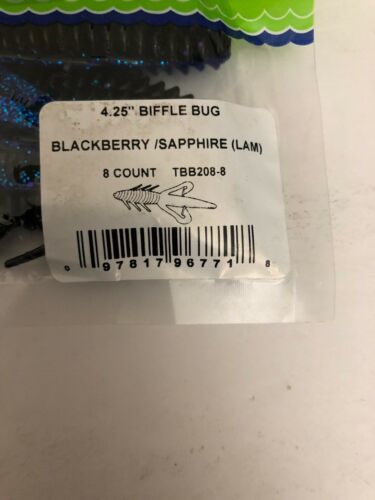 4.25" BIFFLE BUG
BLACKBERRY /SAPPHIRE (LAM)
8 COUNT TBB208-8
0 97817 96771 8